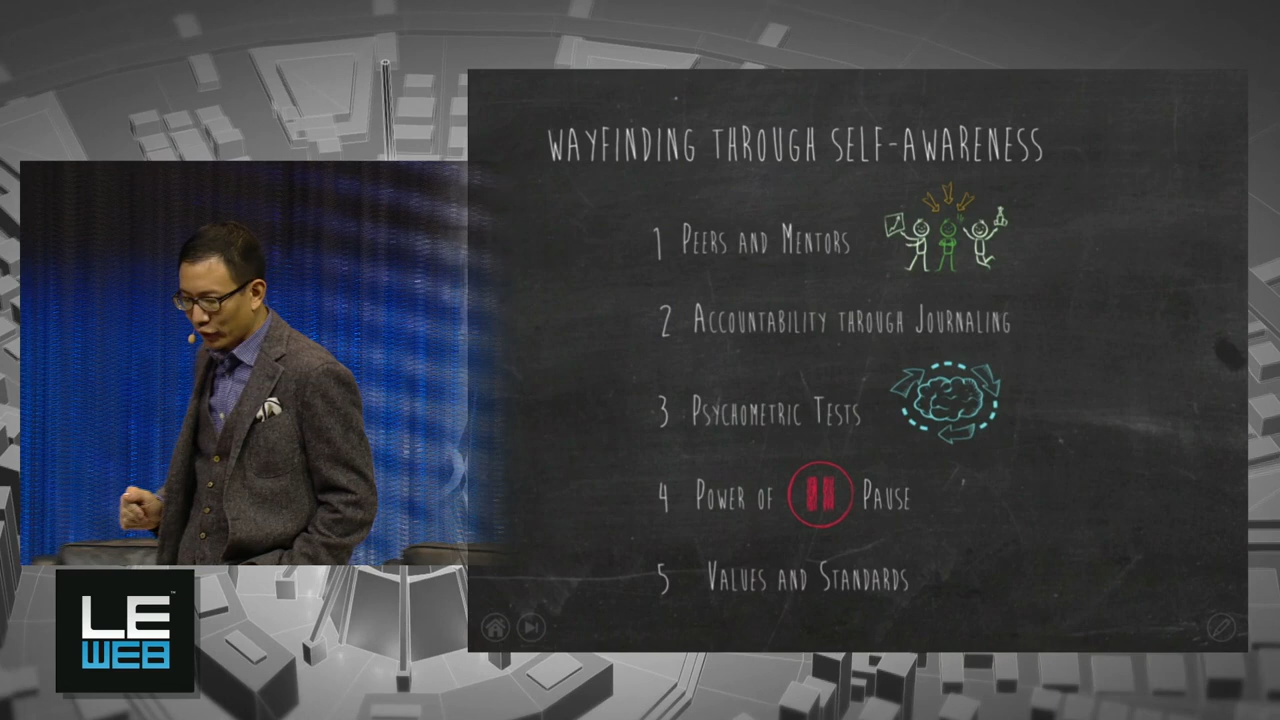 WAYFINDING THROUGH SELF-AWARENESS
1 PEERS AND MENTORS
2 ACCOUNTABILITY THROUGH JOURNALING
3 PSYCHOMETRIC TESTS
4 POWER OF PAUSE
5 VALUES AND STANDARDS
LE™
WEB